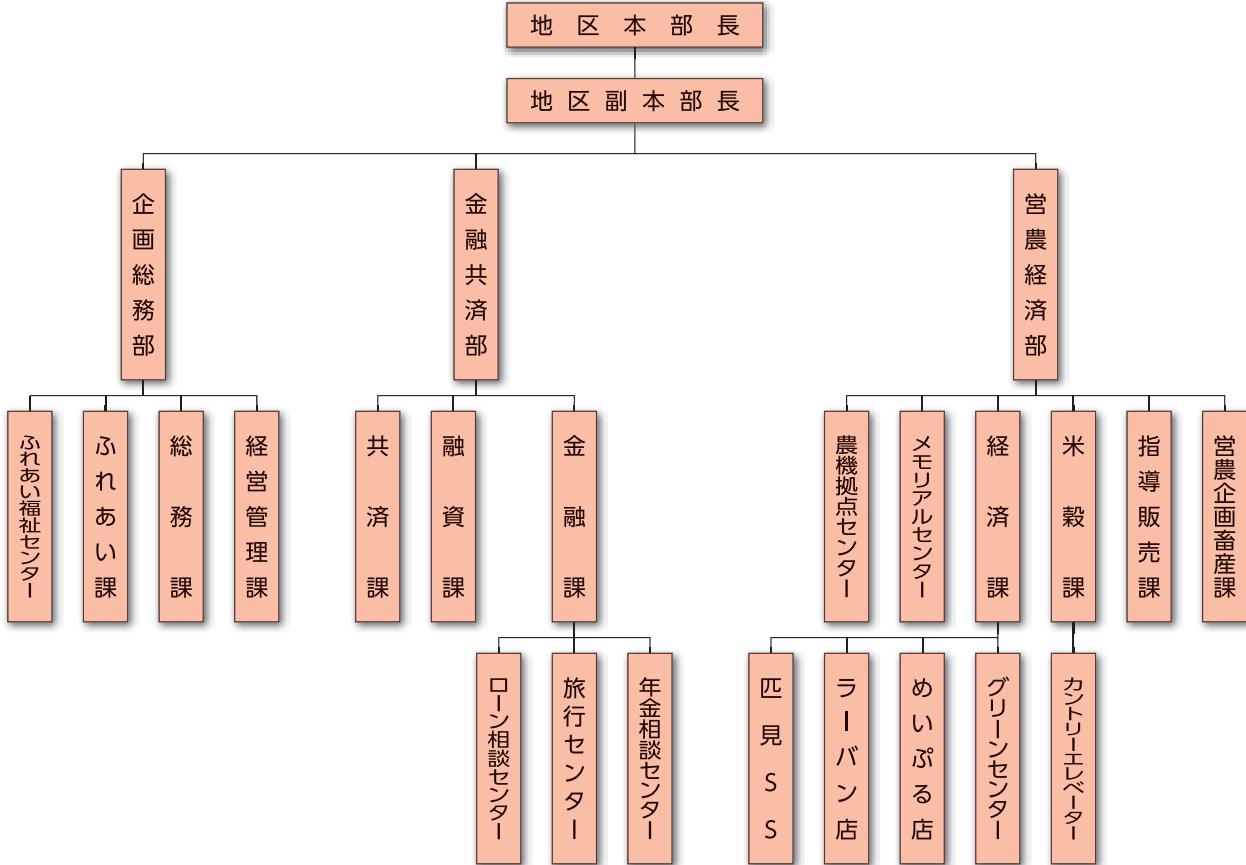 地区本部長
地区副本部長
企画総務部
金融共済部
営農経済部
ふれあい福祉センター
ふれあい課
総務課
経営管理課
共済課
融資課
金融課
農機拠点センター
メモリアルセンター
経済課
米穀課
指導販売課
営農企画畜産課
ローン相談センター
旅行センター
年金相談センター
匹見SS
ラーバン店
めいぷる店
グリーンセンター
カントリーエレベーター